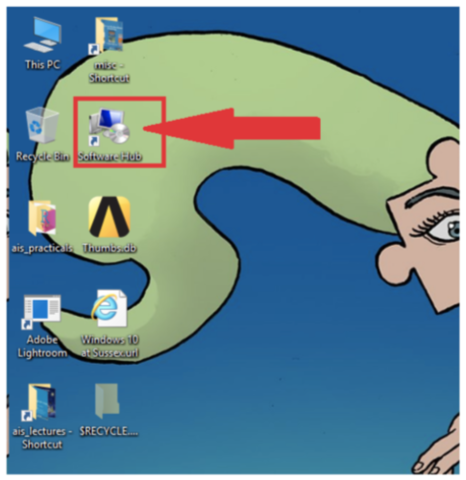 This PC
misc -
Shortcut
Recycle Bin
Software Hub
ais_practicals
Thumbs.db
Adobe
Lightroom
Windows 10
at Sussex.url
ais_lectures -
Shortcut
$RECYCLE....